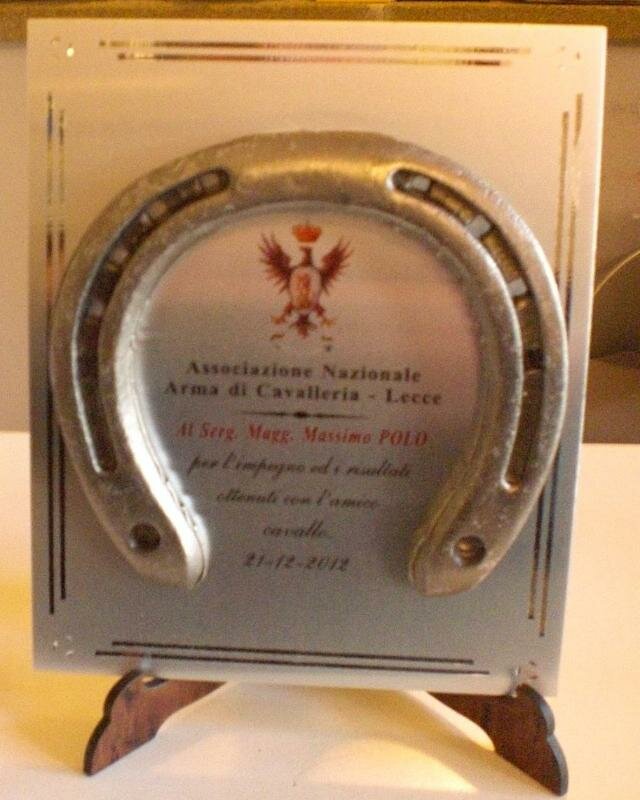 Associazione Nazionale
Arma di Cavalleria - Lecce
Al Serg. Magg. Massimo POLO
per l'impegno ed i risultati
ottenuti con l'amico
cavallo.
21-12-2012